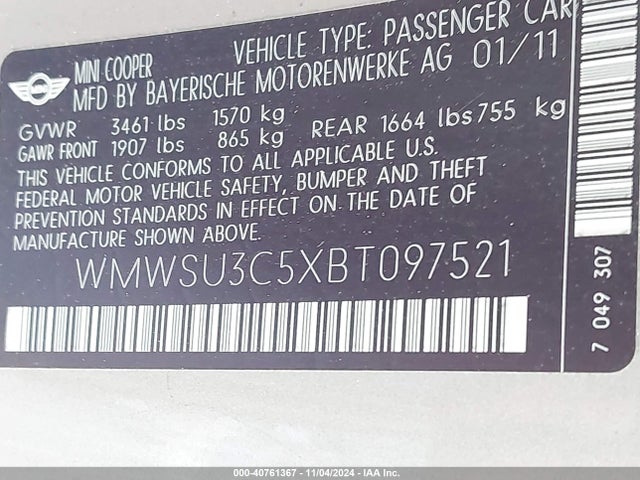 MINI COOPER VEHICLE TYPE: PASSENGER CAR
MFD BY BAYERISCHE MOTORENWERKE AG 01/11
GVWR 3461 lbs 1570 kg
GAWR FRONT 1907 lbs 865 kg REAR 1664 lbs 755 kg
THIS VEHICLE CONFORMS TO ALL APPLICABLE U.S.
FEDERAL MOTOR VEHICLE SAFETY, BUMPER AND THEFT
PREVENTION STANDARDS IN EFFECT ON THE DATE OF
MANUFACTURE SHOWN ABOVE.
WMWSU3C5XBT097521
7 049 307
000-40761367 - 11/04/2024 - IAA Inc.